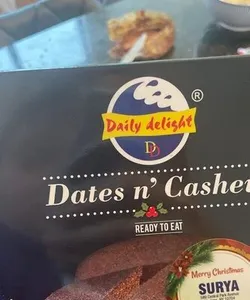 ®
Daily delight
DD
Dates n' Cashew
READY TO EAT
Merry Christmas
SURYA